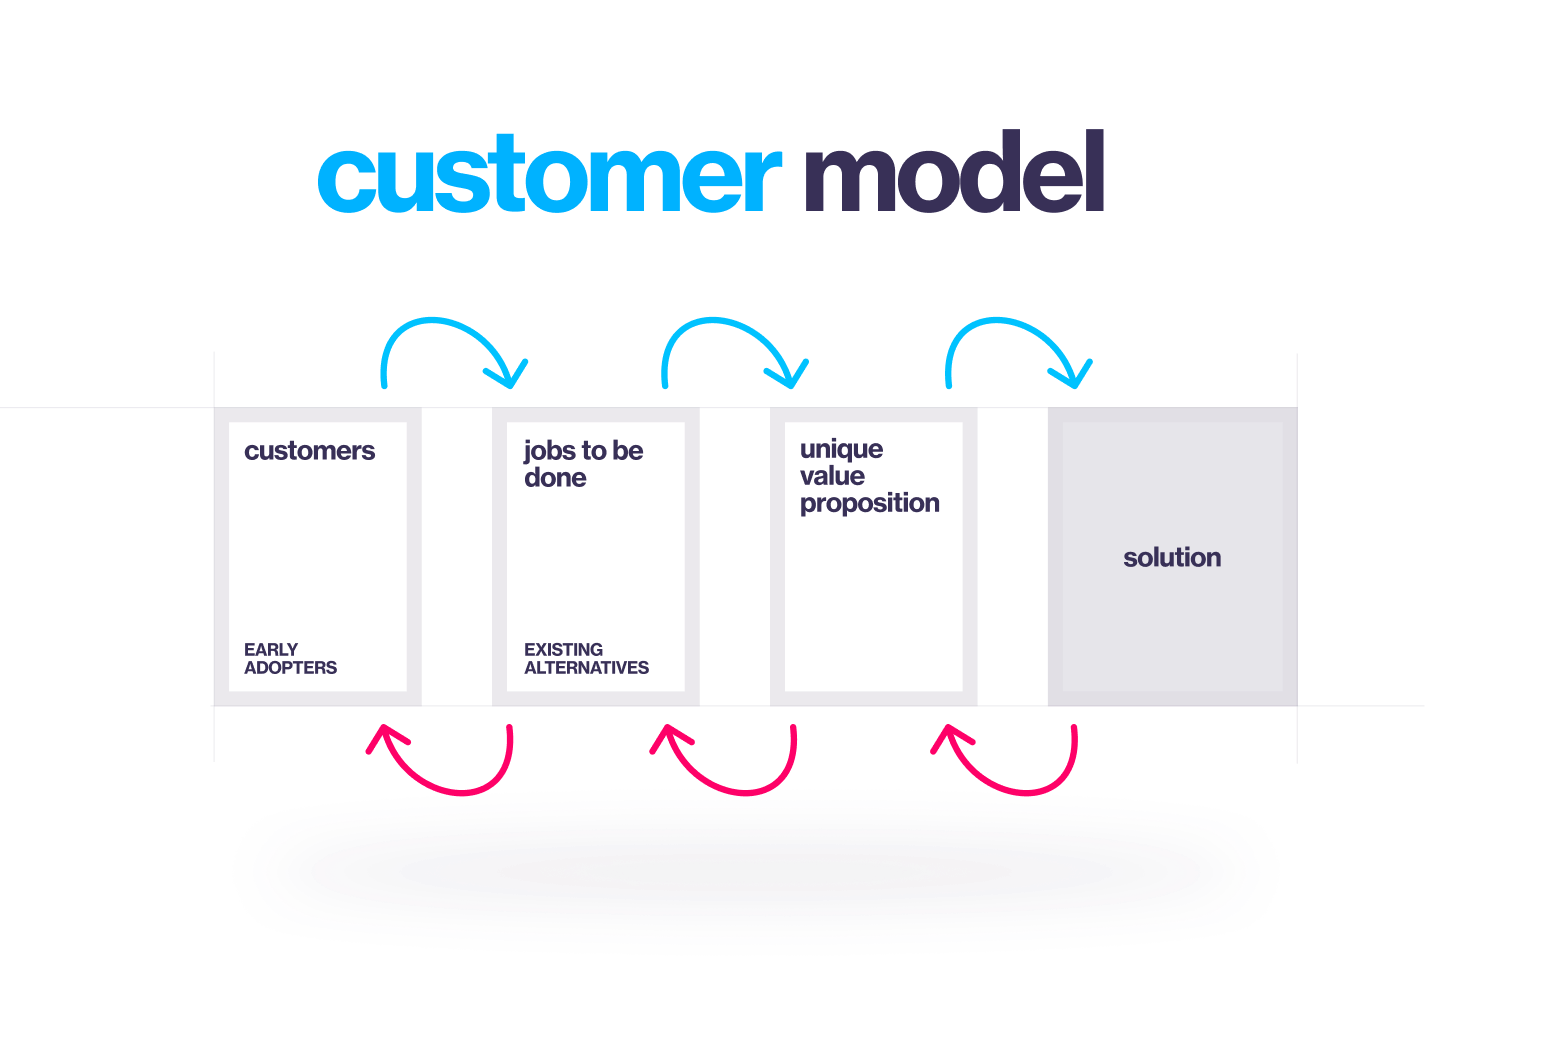 customer model
customers
EARLY
ADOPTERS
jobs to be
done
EXISTING
ALTERNATIVES
unique
value
proposition
solution